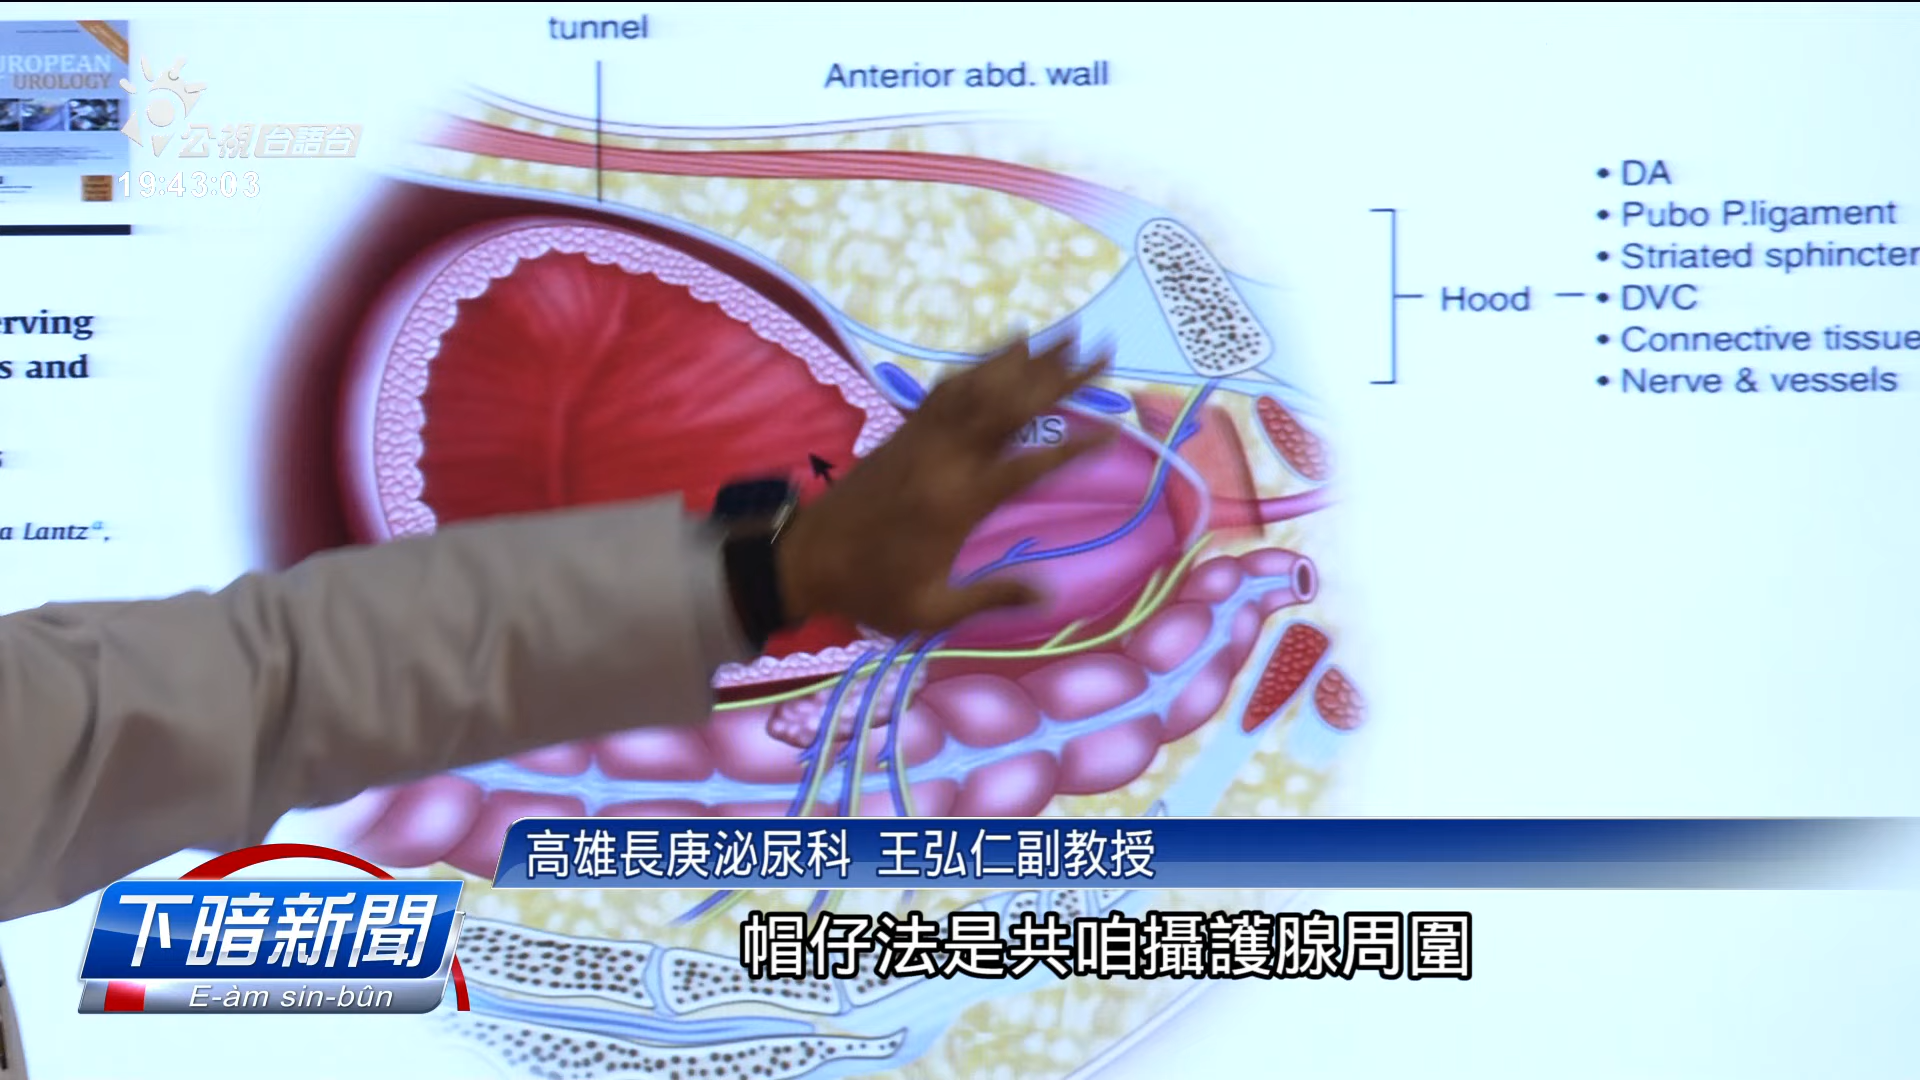 tunnel
Anterior abd. wall
EUROPEAN
UROLOGY
公視台語台
19:43:03
• DA
• Pubo P.ligament
• Striated sphincter
Hood
• DVC
• Connective tissue
• Nerve & vessels
erving
s and
MS
a Lantz a,
高雄長庚泌尿科 王弘仁副教授
下暗新聞
E-àm sin-bûn
帽仔法是共咱攝護腺周圍